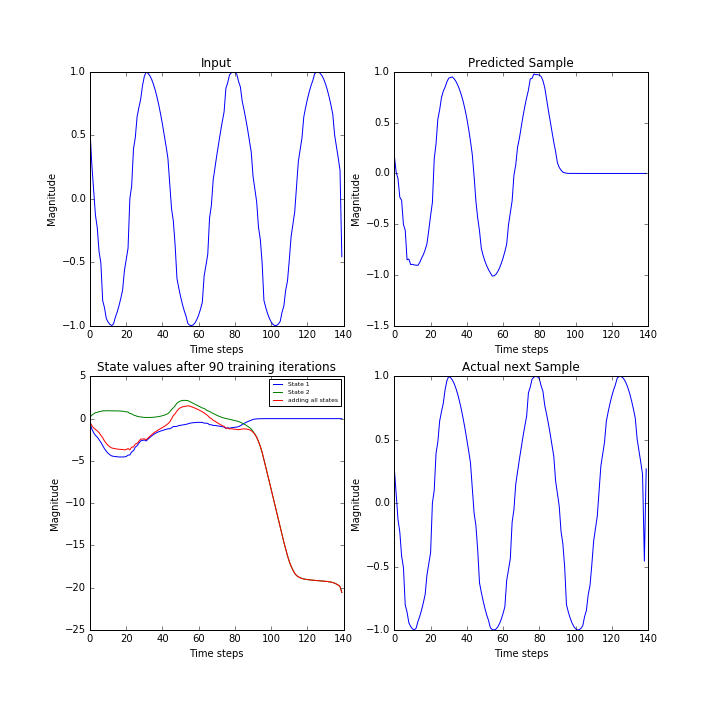 Input
Magnitude
1.0
0.5
0.0
−0.5
−1.0
0 20 40 60 80 100 120 140
Time steps
Predicted Sample
Magnitude
1.0
0.5
0.0
−0.5
−1.0
−1.5
0 20 40 60 80 100 120 140
Time steps
State values after 90 training iterations
Magnitude
5
0
−5
−10
−15
−20
−25
State 1
State 2
adding all states
0 20 40 60 80 100 120 140
Time steps
Actual next Sample
Magnitude
1.0
0.5
0.0
−0.5
−1.0
0 20 40 60 80 100 120 140
Time steps